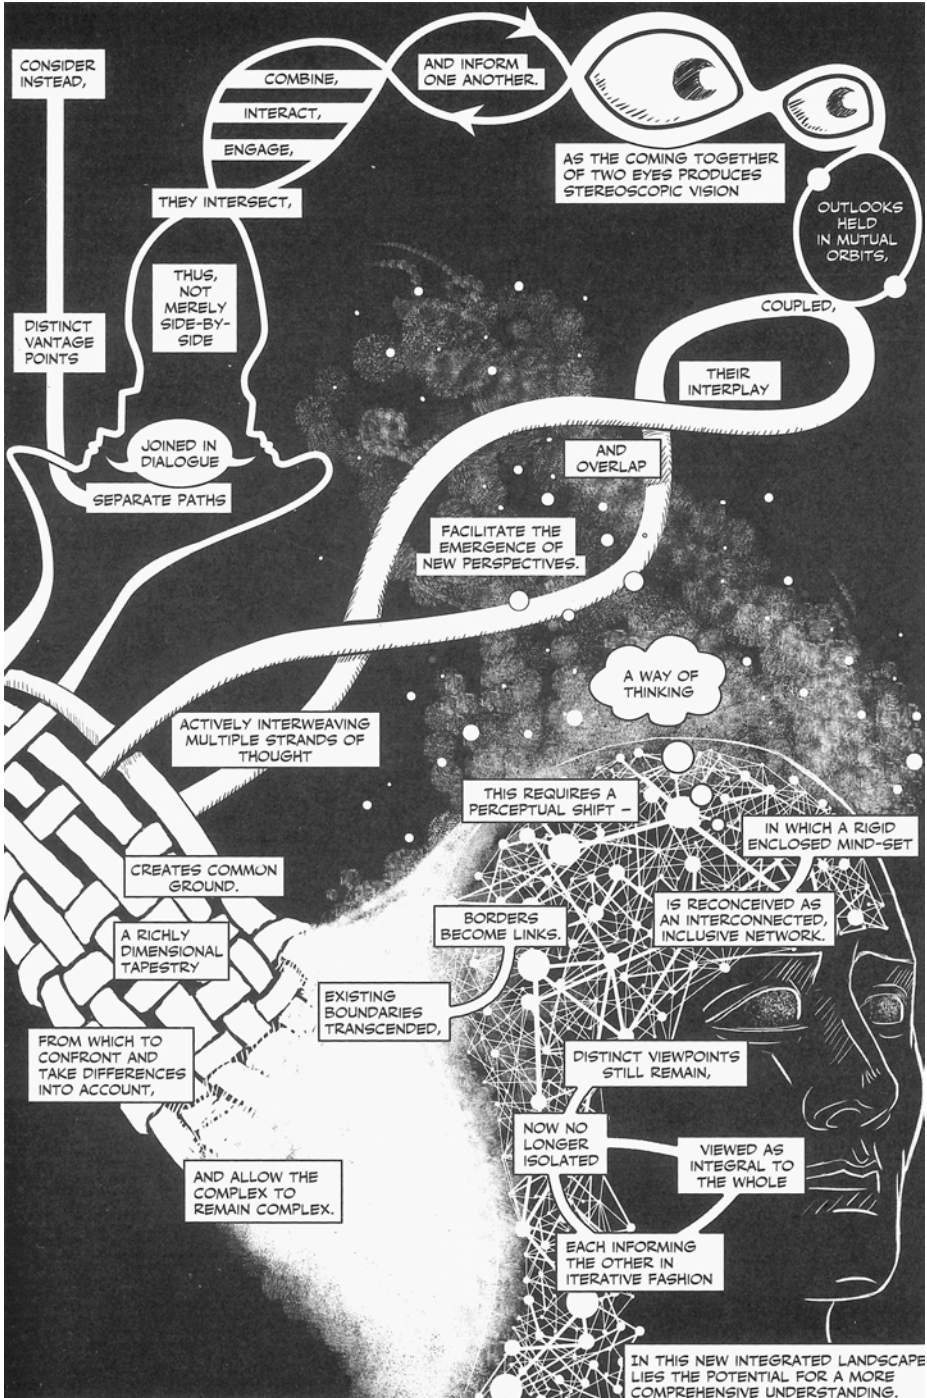 CONSIDER
INSTEAD,
DISTINCT
VANTAGE
POINTS
SEPARATE PATHS
JOINED IN
DIALOGUE
THUS,
NOT
MERELY
SIDE-BY-
SIDE
THEY INTERSECT,
ENGAGE,
INTERACT,
COMBINE,
AND INFORM
ONE ANOTHER.
AS THE COMING TOGETHER
OF TWO EYES PRODUCES
STEREOSCOPIC VISION
OUTLOOKS
HELD
IN MUTUAL
ORBITS,
COUPLED,
THEIR
INTERPLAY
AND
OVERLAP
FACILITATE THE
EMERGENCE OF
NEW PERSPECTIVES.
ACTIVELY INTERWEAVING
MULTIPLE STRANDS OF
THOUGHT
CREATES COMMON
GROUND.
A RICHLY
DIMENSIONAL
TAPESTRY
FROM WHICH TO
CONFRONT AND
TAKE DIFFERENCES
INTO ACCOUNT,
AND ALLOW THE
COMPLEX TO
REMAIN COMPLEX.
EXISTING
BOUNDARIES
TRANSCENDED,
BORDERS
BECOME LINKS.
THIS REQUIRES A
PERCEPTUAL SHIFT –
A WAY OF
THINKING
IN WHICH A RIGID
ENCLOSED MIND-SET
IS RECONCEIVED AS
AN INTERCONNECTED,
INCLUSIVE NETWORK.
DISTINCT VIEWPOINTS
STILL REMAIN,
NOW NO
LONGER
ISOLATED
VIEWED AS
INTEGRAL TO
THE WHOLE
EACH INFORMING
THE OTHER IN
ITERATIVE FASHION
IN THIS NEW INTEGRATED LANDSCAPE
LIES THE POTENTIAL FOR A MORE
COMPREHENSIVE UNDERSTANDING.